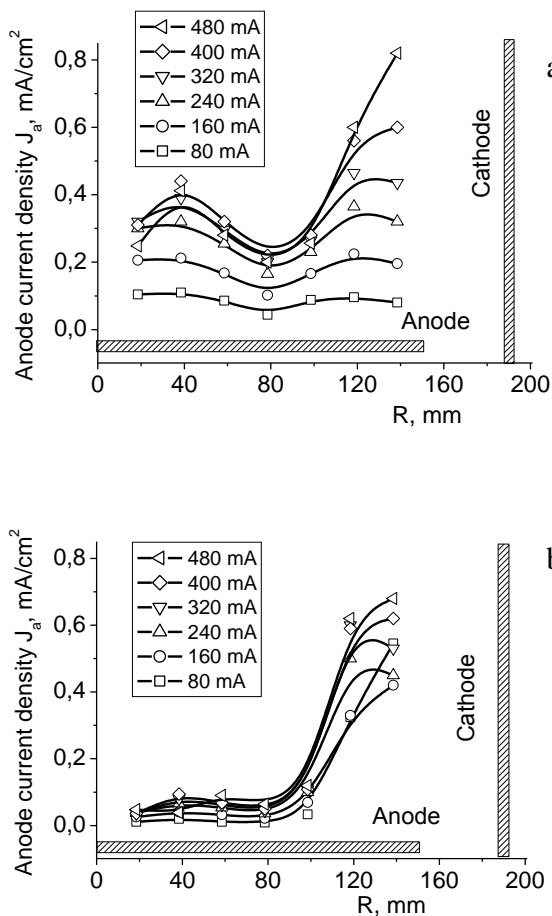 480 mA
400 mA
320 mA
240 mA
160 mA
80 mA
a
Anode current density Jₐ, mA/cm²
0,8
0,6
0,4
0,2
0,0
Cathode
Anode
0 40 80 120 160 200
R, mm
480 mA
400 mA
320 mA
240 mA
160 mA
80 mA
b
Anode current density Jₐ, mA/cm²
0,8
0,6
0,4
0,2
0,0
Cathode
Anode
0 40 80 120 160 200
R, mm